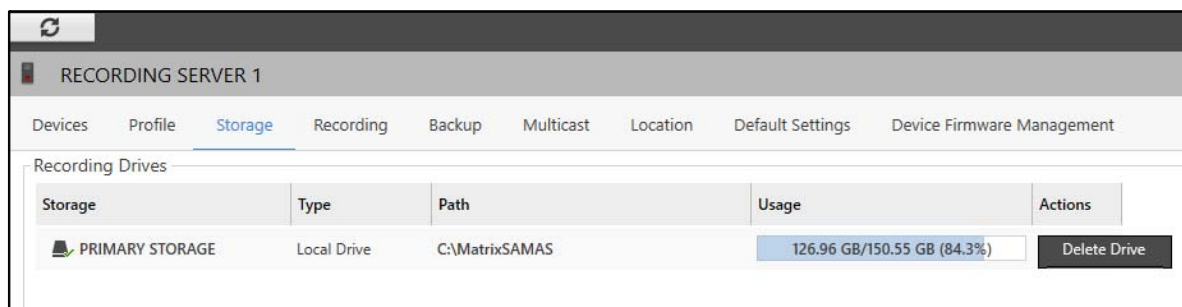 RECORDING SERVER 1
Devices Profile Storage Recording Backup Multicast Location Default Settings Device Firmware Management
Recording Drives
Storage Type Path Usage Actions
PRIMARY STORAGE Local Drive C:\MatrixSAMAS 126.96 GB/150.55 GB (84.3%) Delete Drive